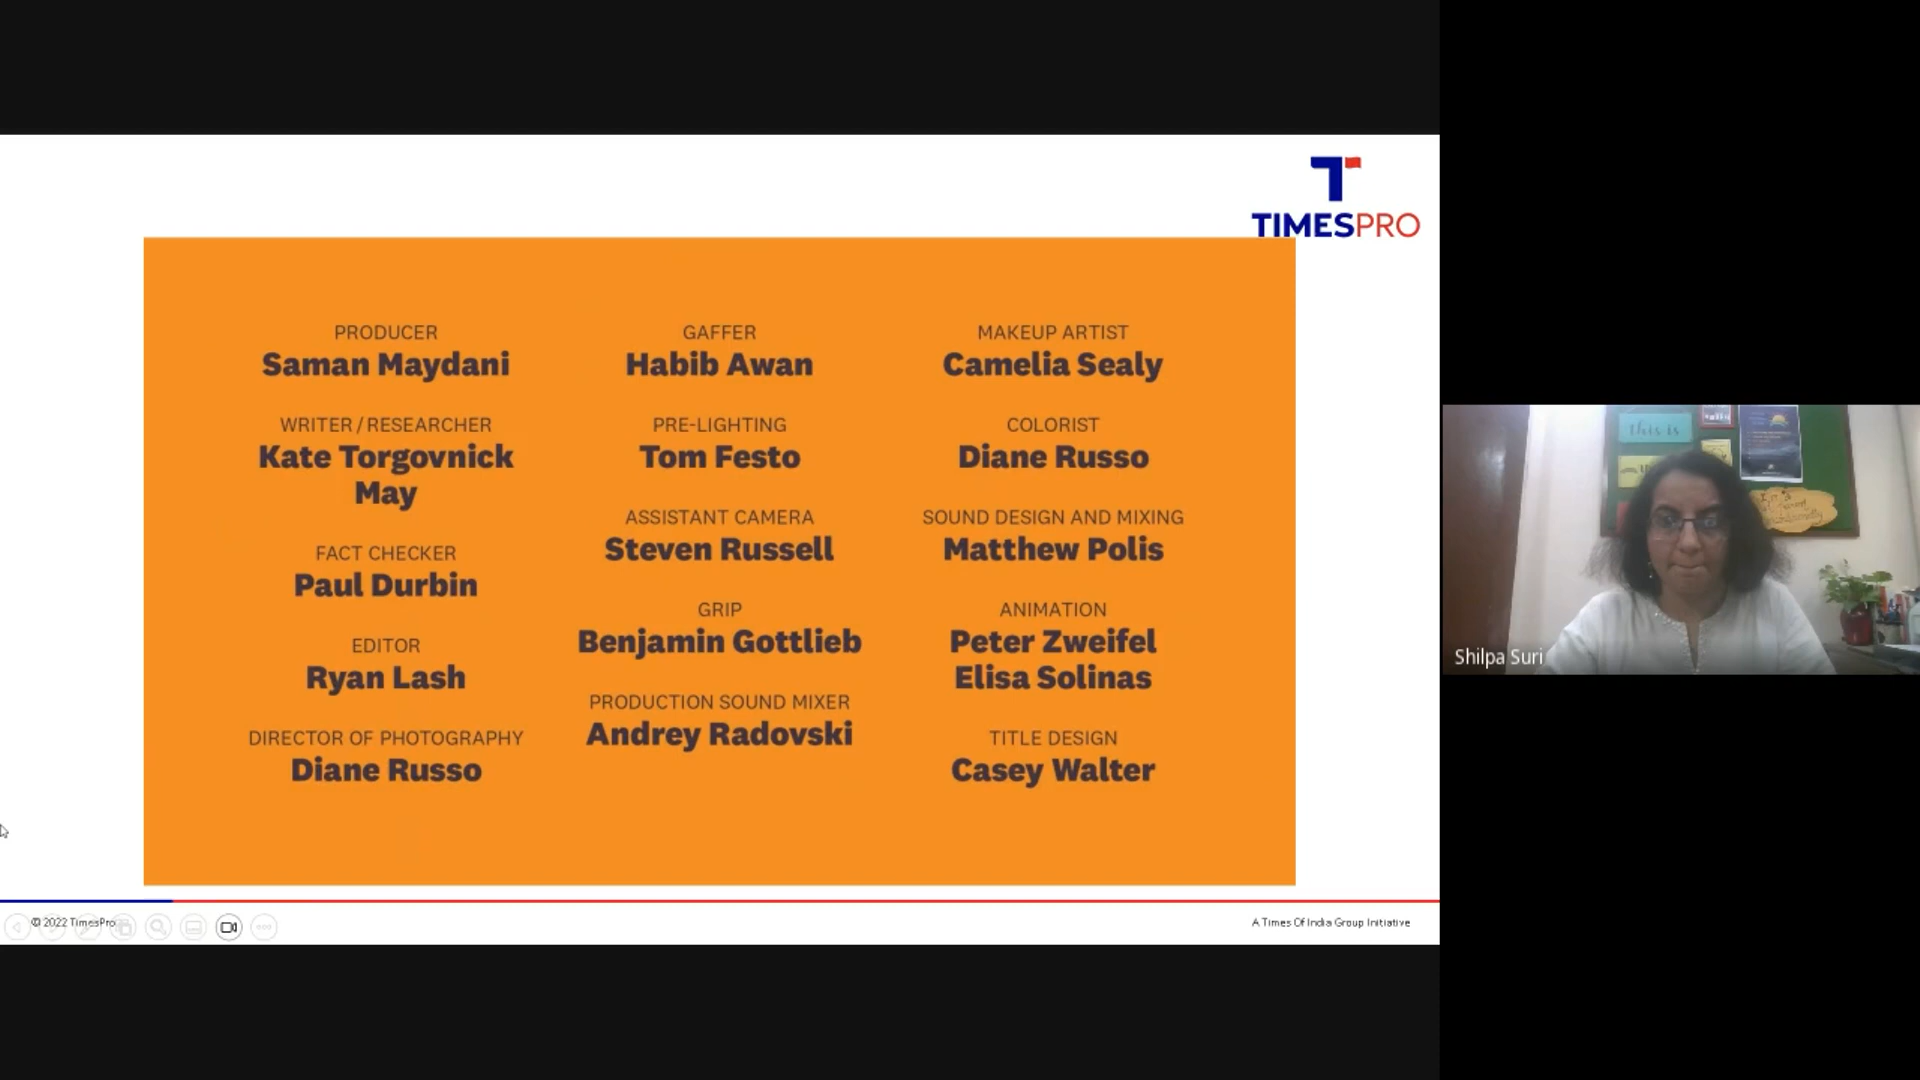 TIMESPRO
PRODUCER
Saman Maydani
WRITER / RESEARCHER
Kate Torgovnick
May
FACT CHECKER
Paul Durbin
EDITOR
Ryan Lash
DIRECTOR OF PHOTOGRAPHY
Diane Russo
GAFFER
Habib Awan
PRE-LIGHTING
Tom Festo
ASSISTANT CAMERA
Steven Russell
GRIP
Benjamin Gottlieb
PRODUCTION SOUND MIXER
Andrey Radovski
MAKEUP ARTIST
Camelia Sealy
COLORIST
Diane Russo
SOUND DESIGN AND MIXING
Matthew Polis
ANIMATION
Peter Zweifel
Elisa Solinas
TITLE DESIGN
Casey Walter
© 2022 TimesPro
A Times Of India Group Initiative
this is
Shilpa Suri